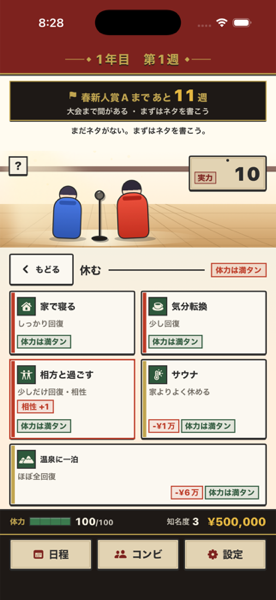 8:28
1年目 第1週
春新人賞A まで あと 11 週
大会まで間がある ・ まずはネタを書こう
まだネタがない。まずはネタを書こう。
?
実力 10
もどる 休む 体力は満タン
家で寝る
しっかり回復
体力は満タン
気分転換
少し回復
体力は満タン
相方と過ごす
少しだけ回復・相性
相性 +1
体力は満タン
サウナ
家よりよく休める
-¥1万 体力は満タン
温泉に一泊
ほぼ全回復
-¥6万 体力は満タン
体力 100/100 知名度 3 ¥500,000
日程 コンビ 設定